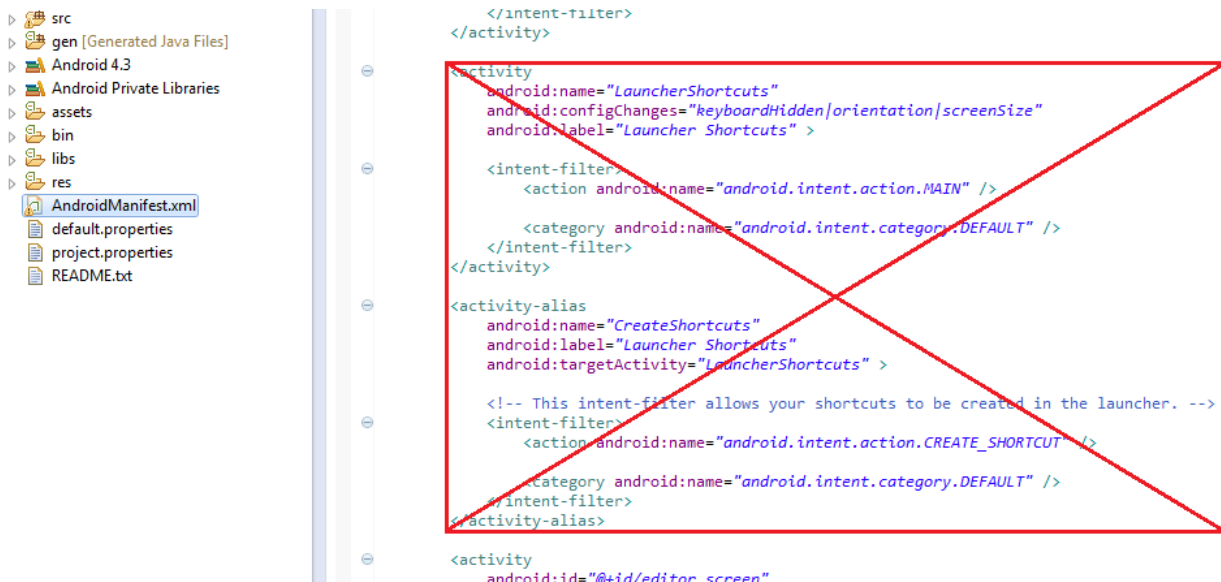 src
gen [Generated Java Files]
Android 4.3
Android Private Libraries
assets
bin
libs
res
AndroidManifest.xml
default.properties
project.properties
README.txt
</intent-filter>
</activity>
<activity
android:name="LauncherShortcuts"
android:configChanges="keyboardHidden|orientation|screenSize"
android:label="Launcher Shortcuts" >
<intent-filter>
<action android:name="android.intent.action.MAIN" />
<category android:name="android.intent.category.DEFAULT" />
</intent-filter>
</activity>
<activity-alias
android:name="CreateShortcuts"
android:label="Launcher Shortcuts"
android:targetActivity="LauncherShortcuts" >
<!-- This intent-filter allows your shortcuts to be created in the launcher. -->
<intent-filter>
<action android:name="android.intent.action.CREATE_SHORTCUT" />
<category android:name="android.intent.category.DEFAULT" />
</intent-filter>
</activity-alias>
<activity
android:id="@+id/editor_screen"